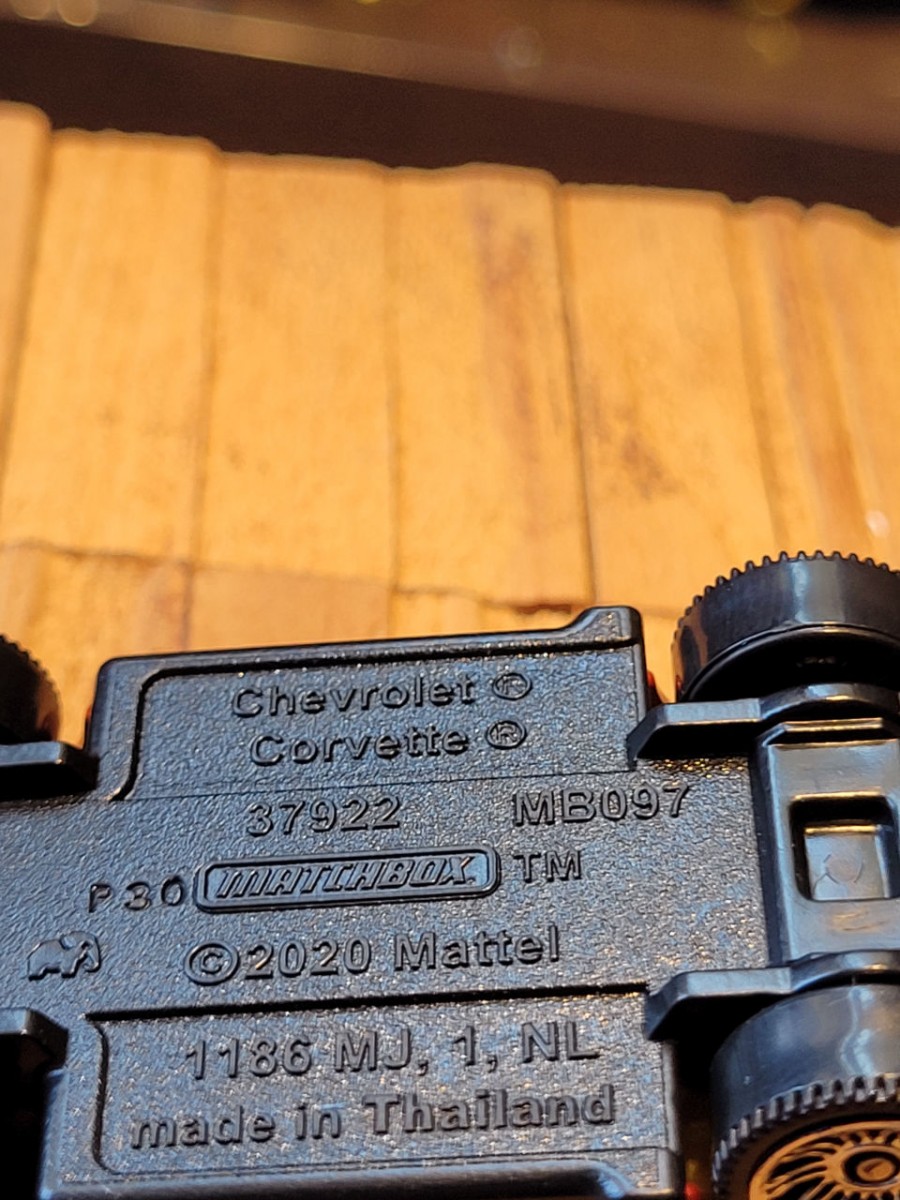 Chevrolet ®
Corvette ®
37922 MB097
P30 MATCHBOX TM
©2020 Mattel
1186 MJ, 1, NL
made in Thailand